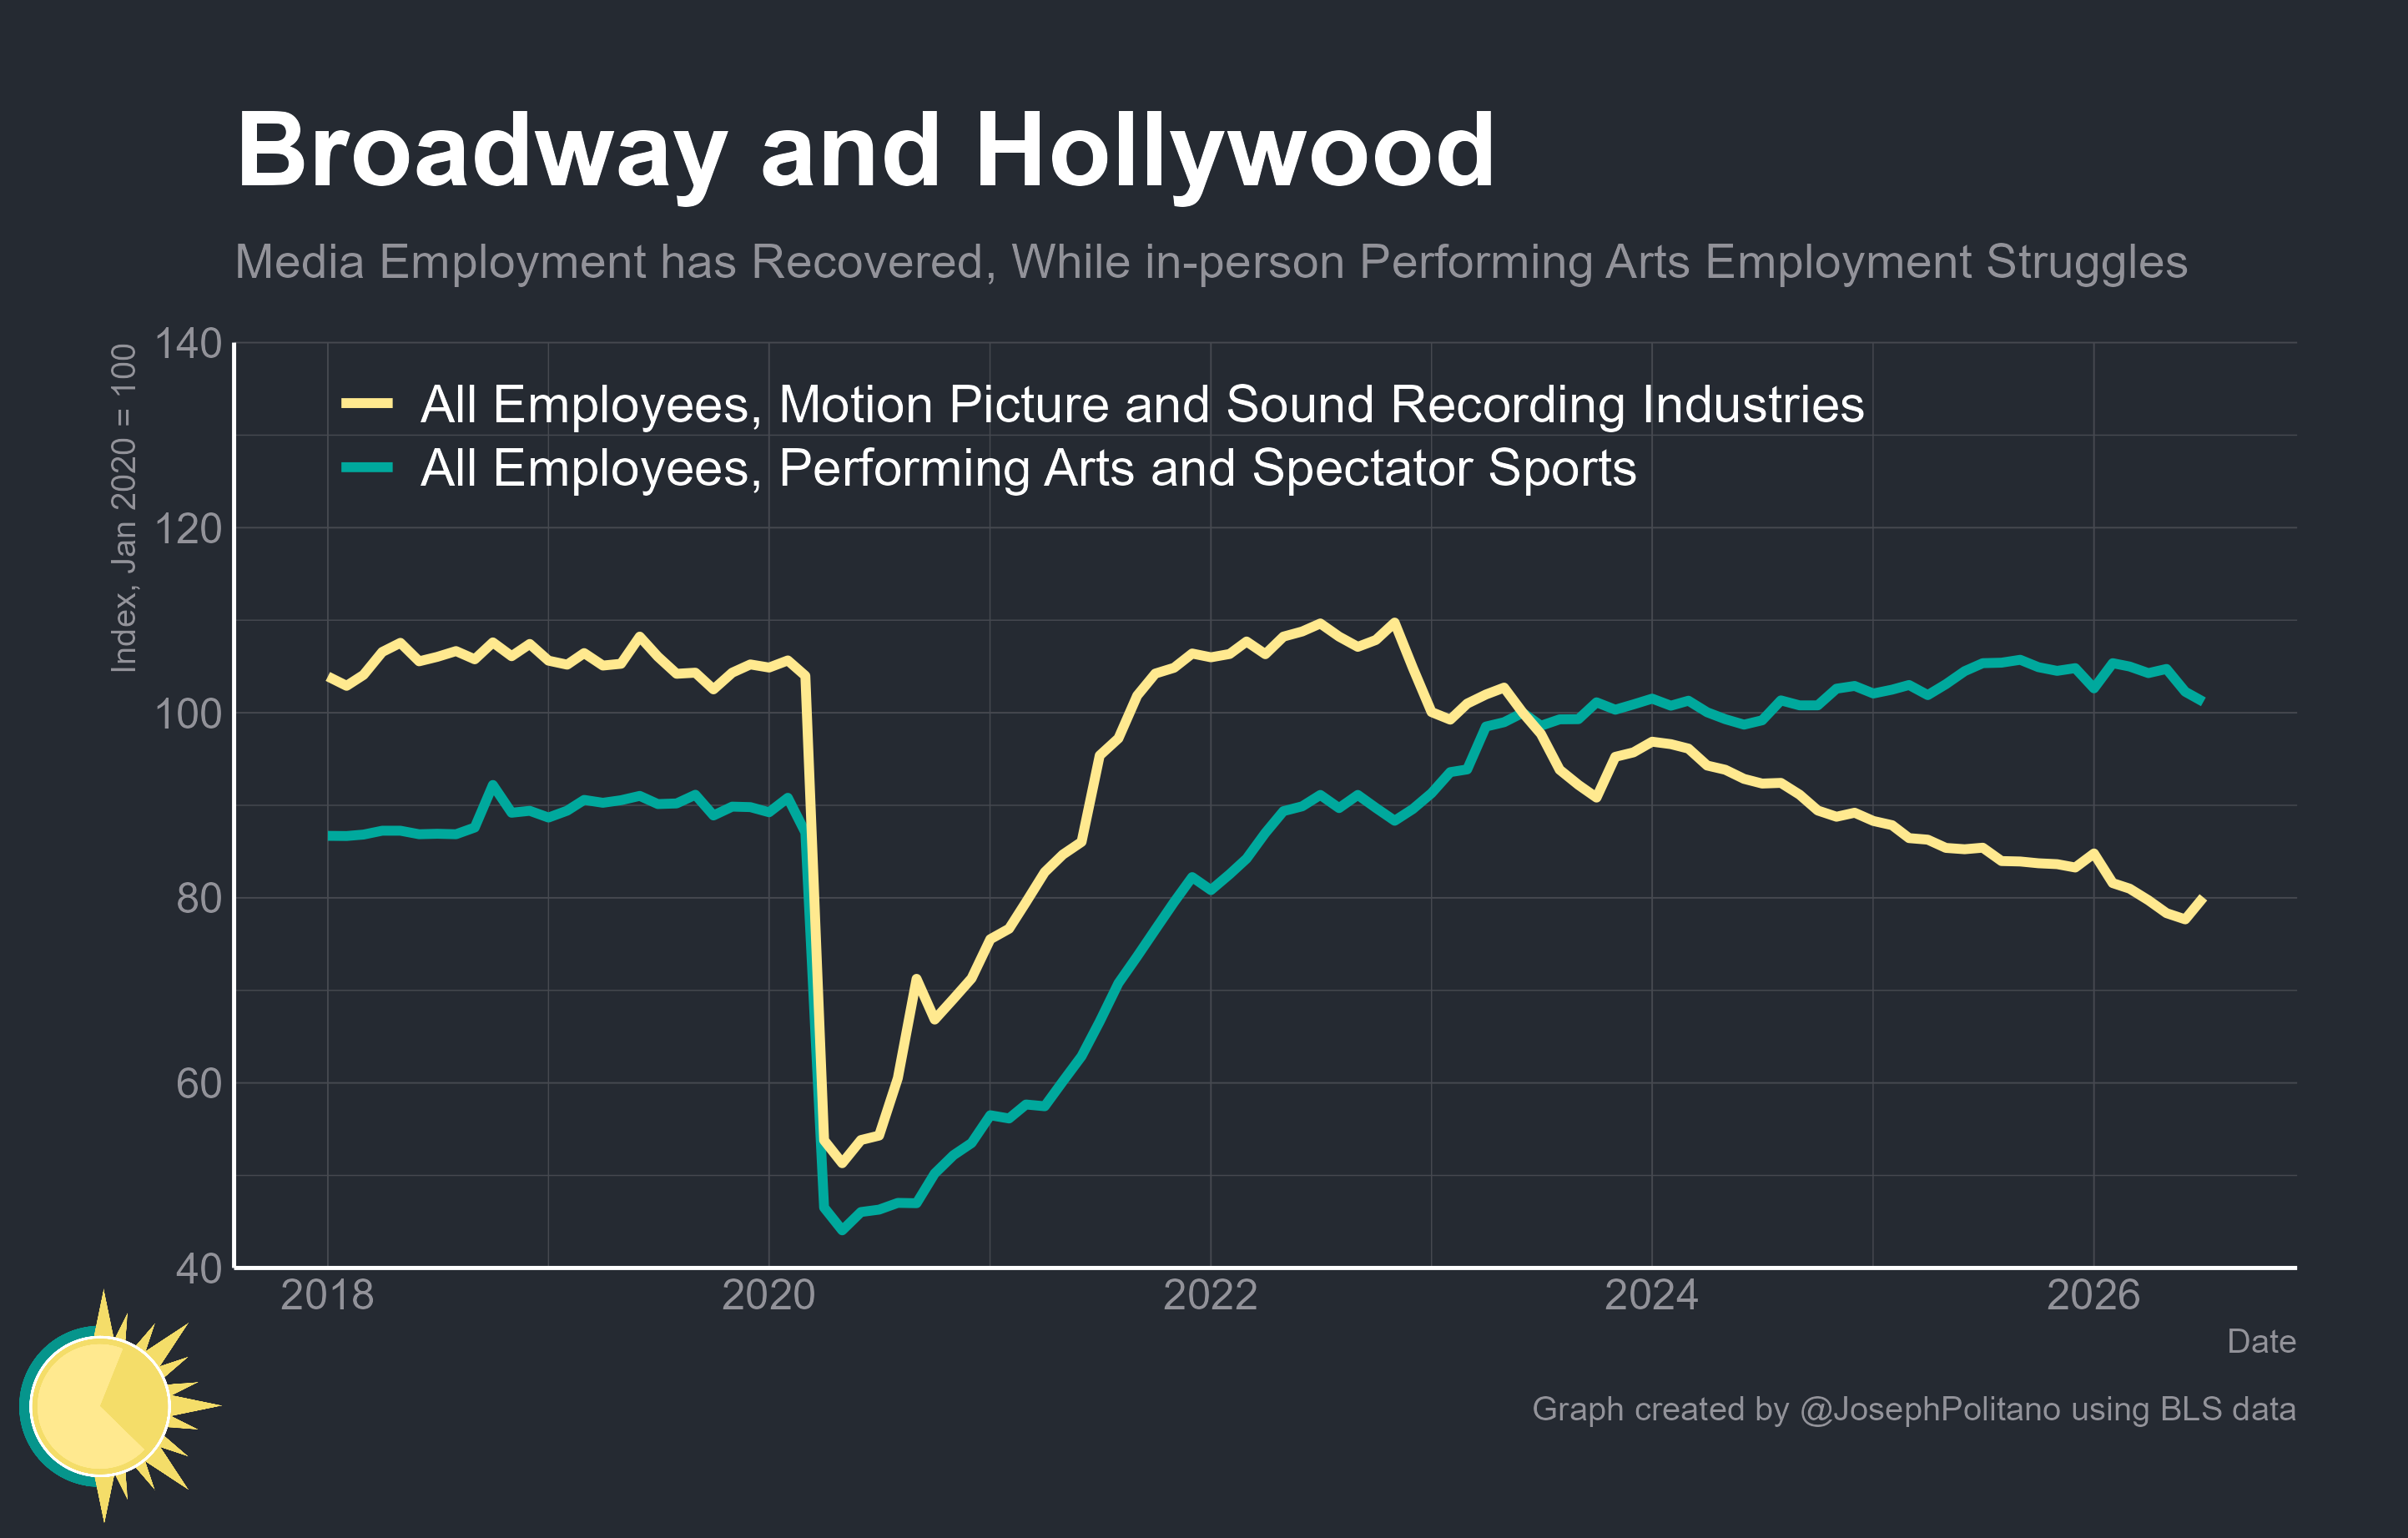 Broadway and Hollywood
Media Employment has Recovered, While in-person Performing Arts Employment Struggles
Index, Jan 2020 = 100
140
120
100
80
60
40
All Employees, Motion Picture and Sound Recording Industries
All Employees, Performing Arts and Spectator Sports
2018 2020 2022 2024 2026
Date
Graph created by @JosephPolitano using BLS data